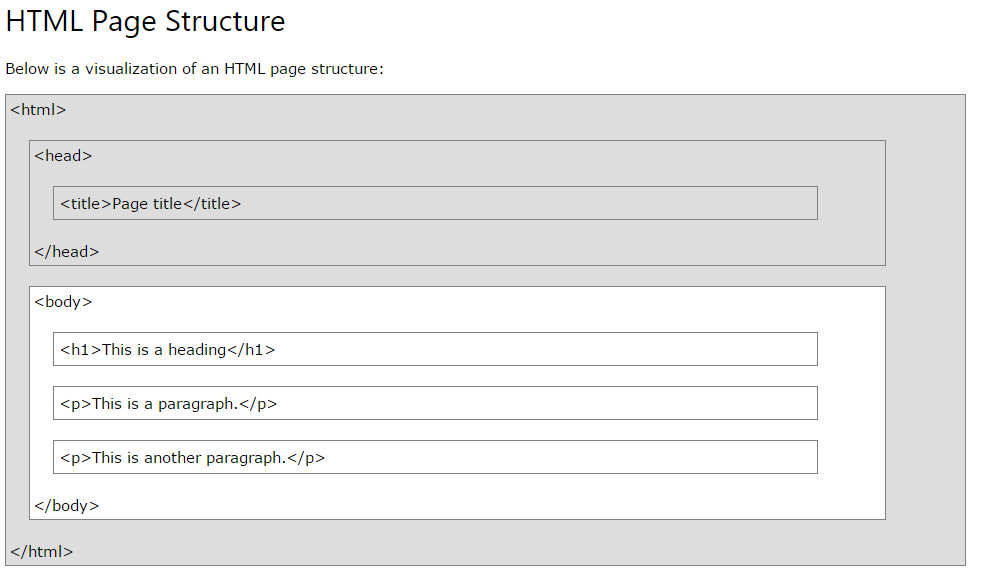 HTML Page Structure
Below is a visualization of an HTML page structure:
<html>
<head>
<title>Page title</title>
</head>
<body>
<h1>This is a heading</h1>
<p>This is a paragraph.</p>
<p>This is another paragraph.</p>
</body>
</html>